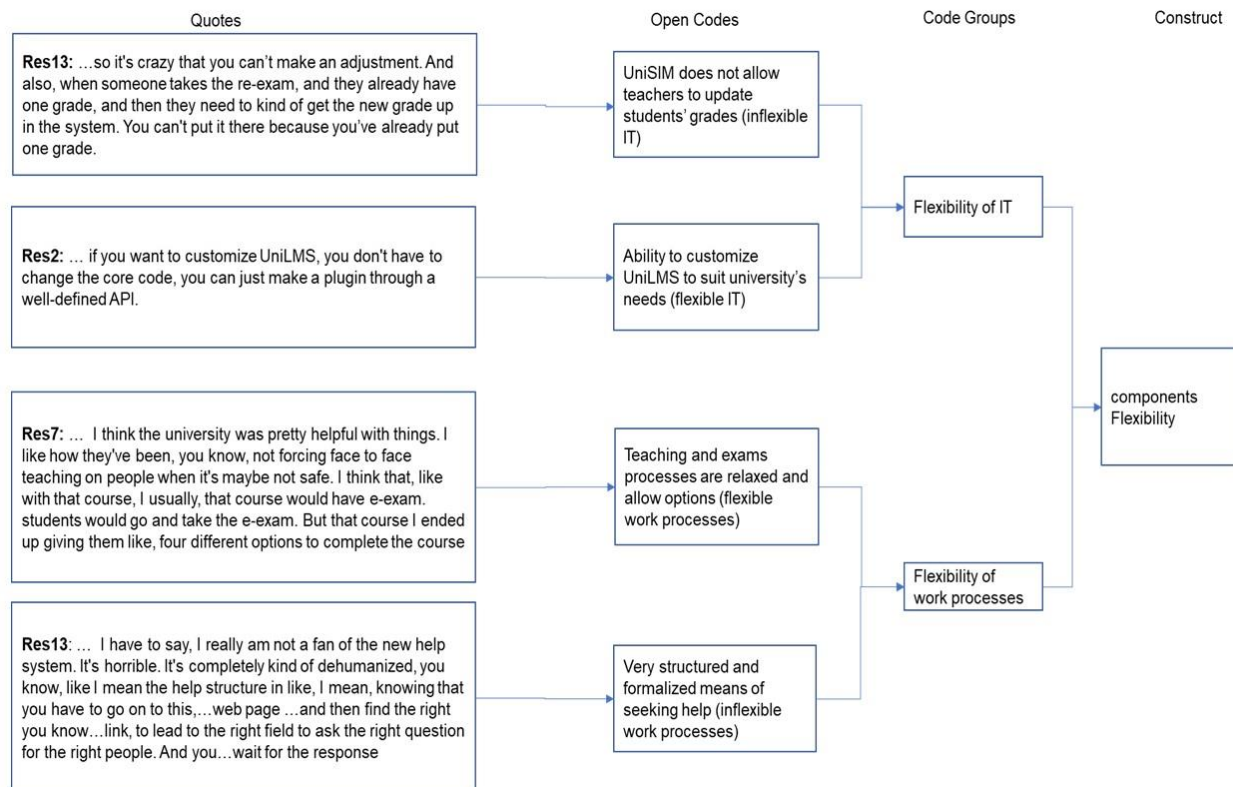 Quotes
Open Codes
Code Groups
Construct
Res13: …so it's crazy that you can't make an adjustment. And
also, when someone takes the re-exam, and they already have
one grade, and then they need to kind of get the new grade up
in the system. You can't put it there because you've already put
one grade.
UniSIM does not allow
teachers to update
students' grades (inflexible
IT)
Flexibility of IT
Res2: … if you want to customize UniLMS, you don't have to
change the core code, you can just make a plugin through a
well-defined API.
Ability to customize
UniLMS to suit university's
needs (flexible IT)
components
Flexibility
Res7: … I think the university was pretty helpful with things. I
like how they've been, you know, not forcing face to face
teaching on people when it's maybe not safe. I think that, like
with that course, I usually, that course would have e-exam.
students would go and take the e-exam. But that course I ended
up giving them like, four different options to complete the course
Teaching and exams
processes are relaxed and
allow options (flexible
work processes)
Flexibility of
work processes
Res13: … I have to say, I really am not a fan of the new help
system. It's horrible. It's completely kind of dehumanized, you
know, like I mean the help structure in like, I mean, knowing that
you have to go on to this,…web page …and then find the right
you know…link, to lead to the right field to ask the right question
for the right people. And you…wait for the response
Very structured and
formalized means of
seeking help (inflexible
work processes)